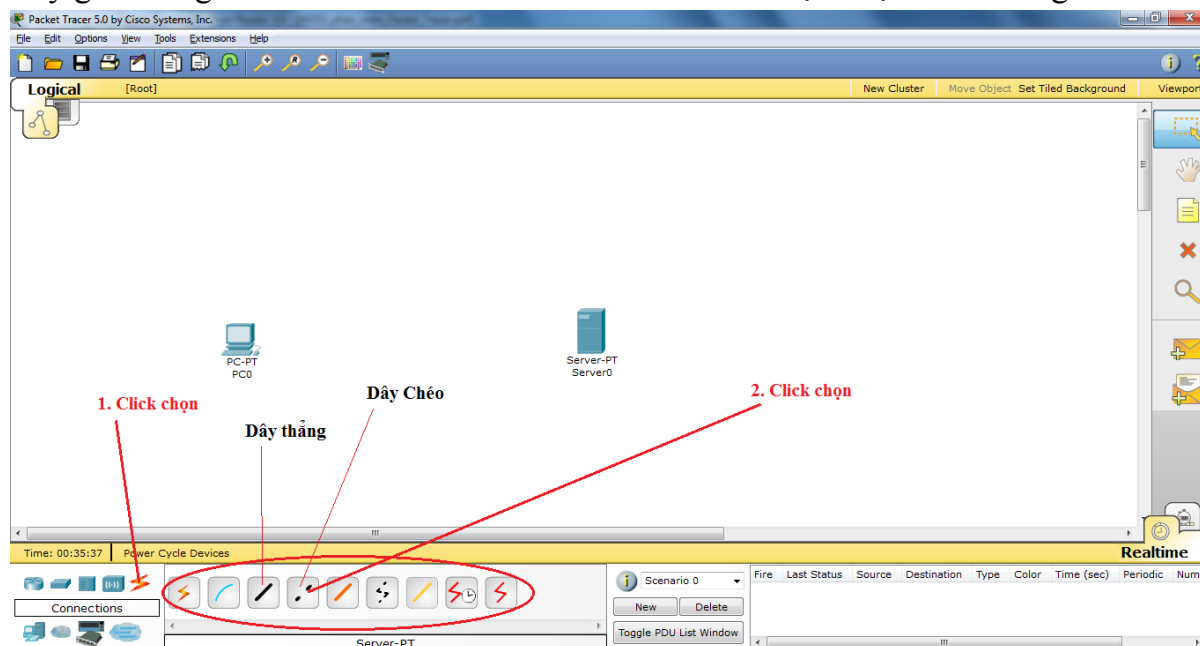 Packet Tracer 5.0 by Cisco Systems, Inc.
File Edit Options View Tools Extensions Help
Logical [Root] New Cluster Move Object Set Tiled Background Viewport
PC-PT
PC0
Server-PT
Server0
1. Click chọn
Dây thẳng
Dây Chéo
2. Click chọn
Time: 00:35:37 Power Cycle Devices Realtime
Connections
Server-PT
Scenario 0
New Delete
Toggle PDU List Window
Fire Last Status Source Destination Type Color Time (sec) Periodic Num